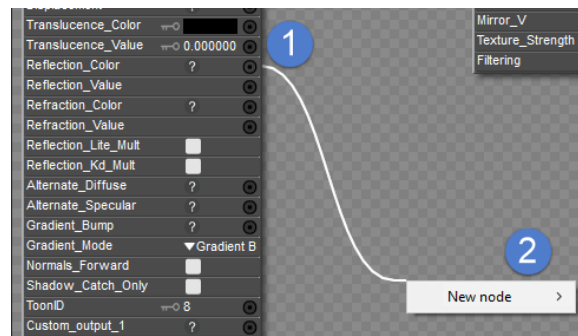 Translucence_Color
Translucence_Value 0.000000
Reflection_Color ?
Reflection_Value
Refraction_Color ?
Refraction_Value
Reflection_Lite_Mult
Reflection_Kd_Mult
Alternate_Diffuse ?
Alternate_Specular ?
Gradient_Bump ?
Gradient_Mode Gradient B
Normals_Forward
Shadow_Catch_Only
ToonID 8
Custom_output_1 ?
1
Mirror_V
Texture_Strength
Filtering
2
New node >